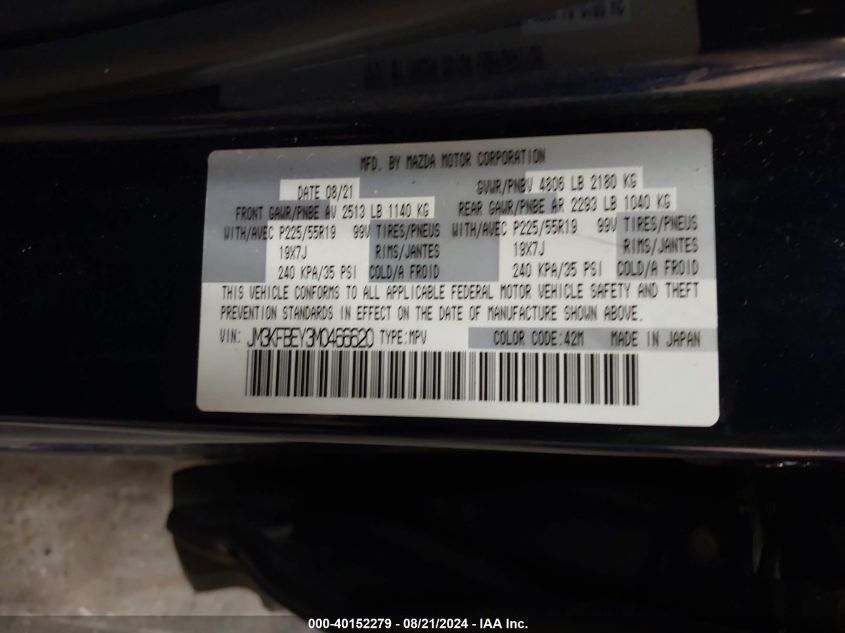 MFD. BY MAZDA MOTOR CORPORATION
DATE 08/21 GVWR/PNBV 4806 LB 2180 KG
FRONT GAWR/PNBE AV 2513 LB 1140 KG REAR GAWR/PNBE AR 2293 LB 1040 KG
WITH/AVEC P225/55R19 99V TIRES/PNEUS WITH/AVEC P225/55R19 99V TIRES/PNEUS
19X7J RIMS/JANTES 19X7J RIMS/JANTES
240 KPA/35 PSI COLD/A FROID 240 KPA/35 PSI COLD/A FROID
THIS VEHICLE CONFORMS TO ALL APPLICABLE FEDERAL MOTOR VEHICLE SAFETY AND THEFT
PREVENTION STANDARDS IN EFFECT ON THE DATE OF MANUFACTURE SHOWN ABOVE.
VIN: JM3KFBEY3M0466620 TYPE:MPV COLOR CODE:42M MADE IN JAPAN
000-40152279 - 08/21/2024 - IAA Inc.